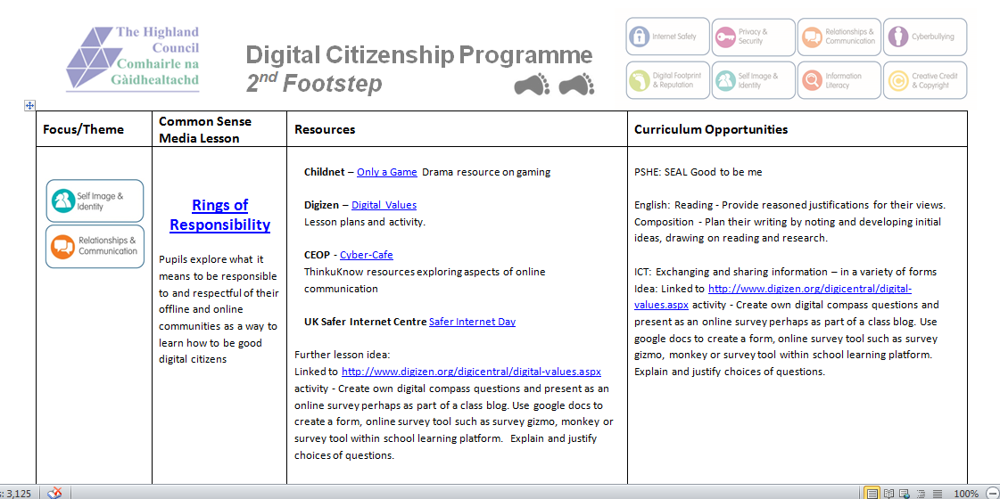 The Highland
Council
Comhairle na
Gàidhealtachd
Digital Citizenship Programme
2nd Footstep
Internet Safety
Privacy &
Security
Relationships &
Communication
Cyberbullying
Digital Footprint
& Reputation
Self Image &
Identity
Information
Literacy
Creative Credit
& Copyright
Focus/Theme
Common Sense
Media Lesson
Resources
Curriculum Opportunities
Self Image &
Identity
Relationships &
Communication
Rings of
Responsibility
Pupils explore what it
means to be responsible
to and respectful of their
offline and online
communities as a way to
learn how to be good
digital citizens
Childnet – Only a Game Drama resource on gaming
Digizen – Digital Values
Lesson plans and activity.
CEOP - Cyber-Cafe
ThinkuKnow resources exploring aspects of online
communication
UK Safer Internet Centre Safer Internet Day
Further lesson idea:
Linked to http://www.digizen.org/digicentral/digital-values.aspx
activity - Create own digital compass questions and present as an
online survey perhaps as part of a class blog. Use google docs to
create a form, online survey tool such as survey gizmo, monkey or
survey tool within school learning platform. Explain and justify
choices of questions.
PSHE: SEAL Good to be me
English: Reading - Provide reasoned justifications for their views.
Composition - Plan their writing by noting and developing initial
ideas, drawing on reading and research.
ICT: Exchanging and sharing information – in a variety of forms
Idea: Linked to http://www.digizen.org/digicentral/digital-
values.aspx activity - Create own digital compass questions and
present as an online survey perhaps as part of a class blog. Use
google docs to create a form, online survey tool such as survey
gizmo, monkey or survey tool within school learning platform.
Explain and justify choices of questions.
: 3,125
100%